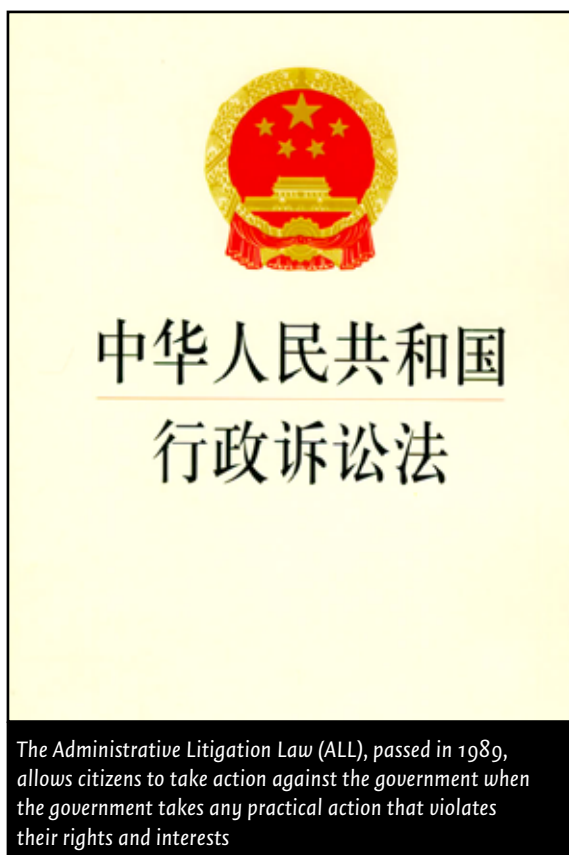 中华人民共和国
行政诉讼法
The Administrative Litigation Law (ALL), passed in 1989,
allows citizens to take action against the government when
the government takes any practical action that violates
their rights and interests